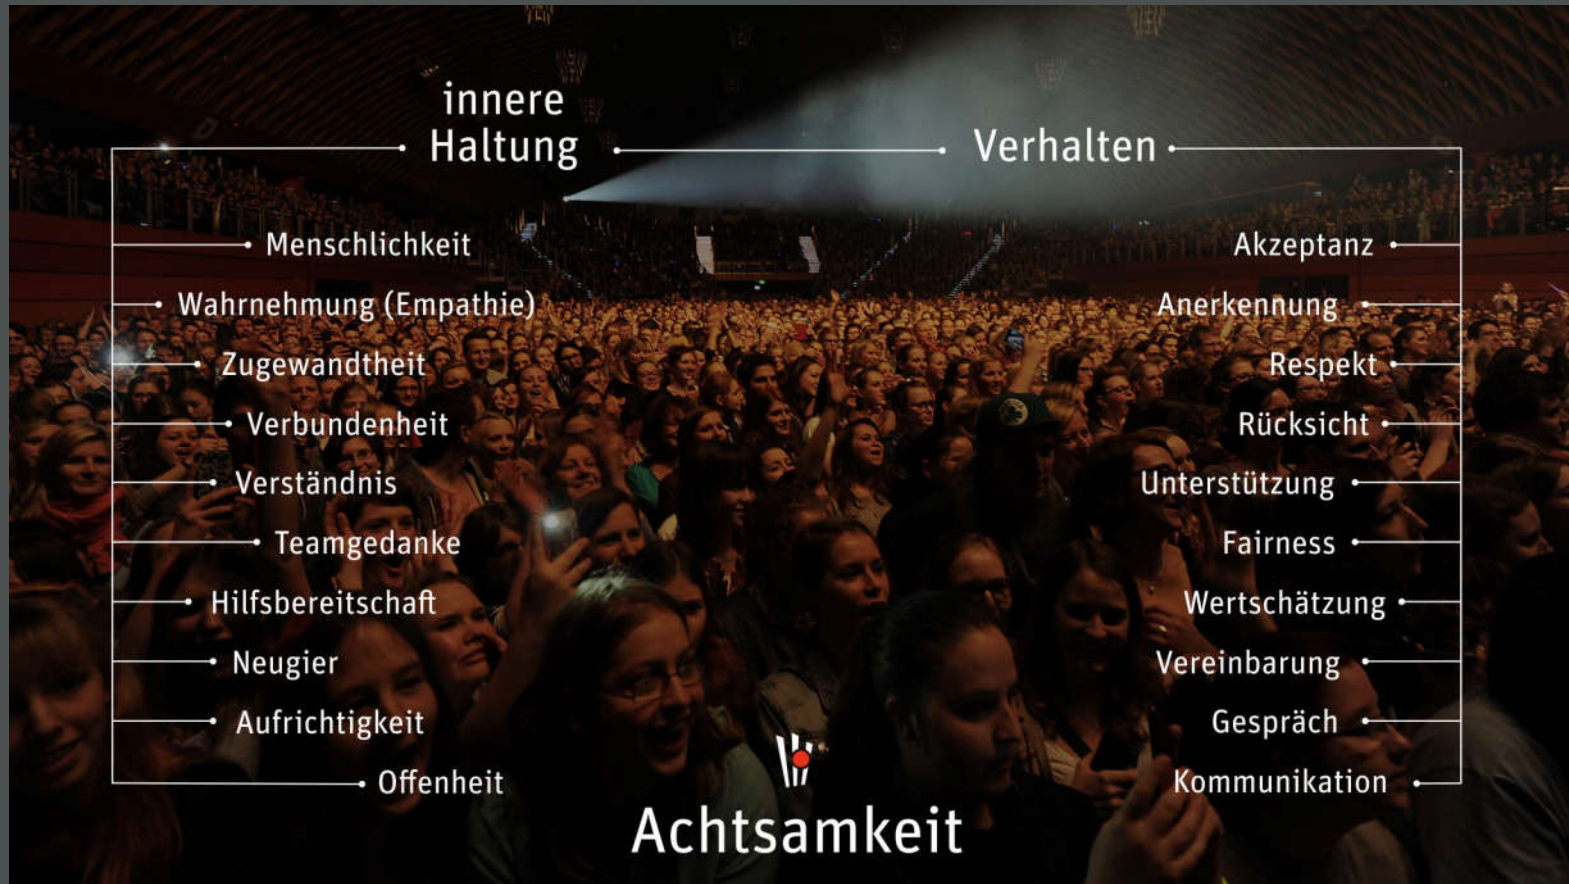 innere
Haltung
Verhalten
Menschlichkeit
Wahrnehmung (Empathie)
Zugewandtheit
Verbundenheit
Verständnis
Teamgedanke
Hilfsbereitschaft
Neugier
Aufrichtigkeit
Offenheit
Akzeptanz
Anerkennung
Respekt
Rücksicht
Unterstützung
Fairness
Wertschätzung
Vereinbarung
Gespräch
Kommunikation
Achtsamkeit